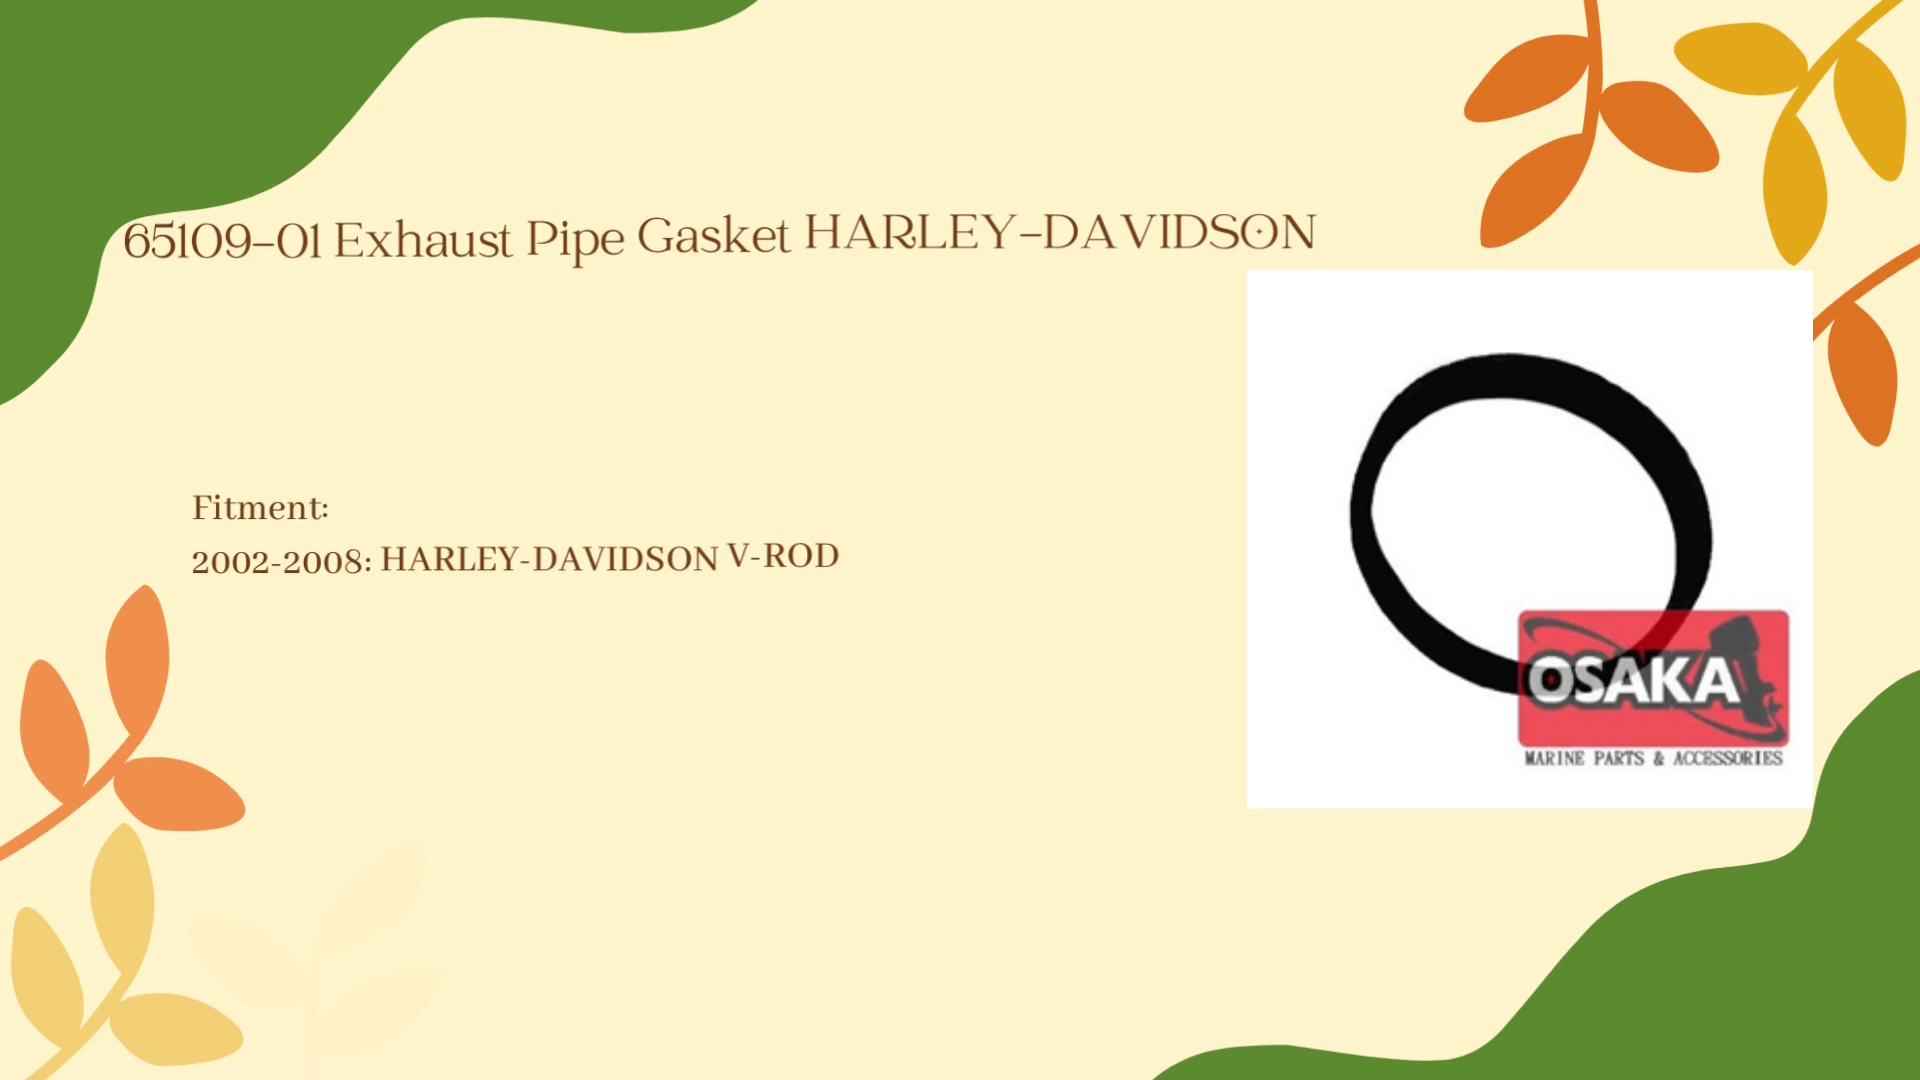 65109-01 Exhaust Pipe Gasket HARLEY-DAVIDSON
Fitment:
2002-2008: HARLEY-DAVIDSON V-ROD
OSAKA
MARINE PARTS & ACCESSORIES